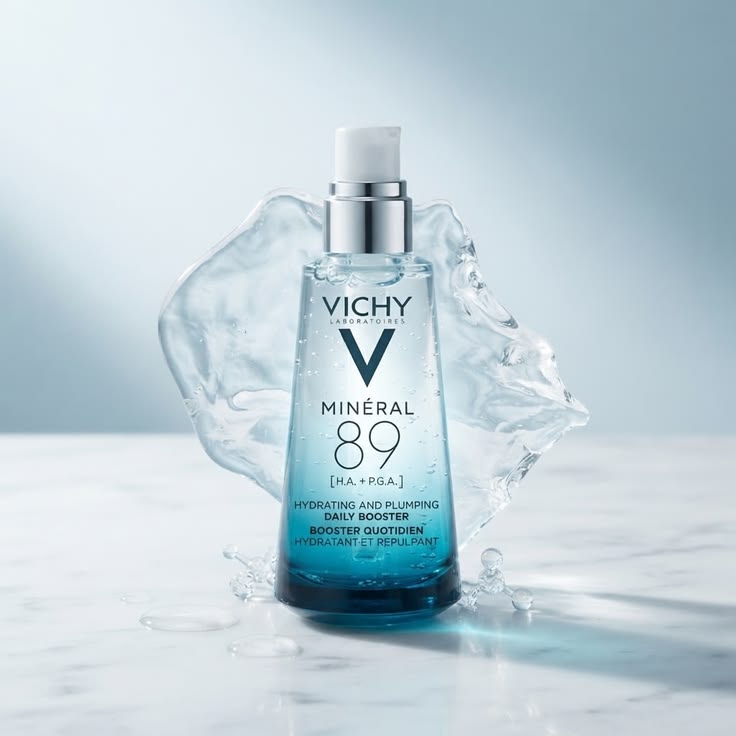 VICHY
LABORATOIRES
V
MINÉRAL
89
[H.A. + P.G.A.]
HYDRATING AND PLUMPING
DAILY BOOSTER
BOOSTER QUOTIDIEN
HYDRATANT ET REPULPANT